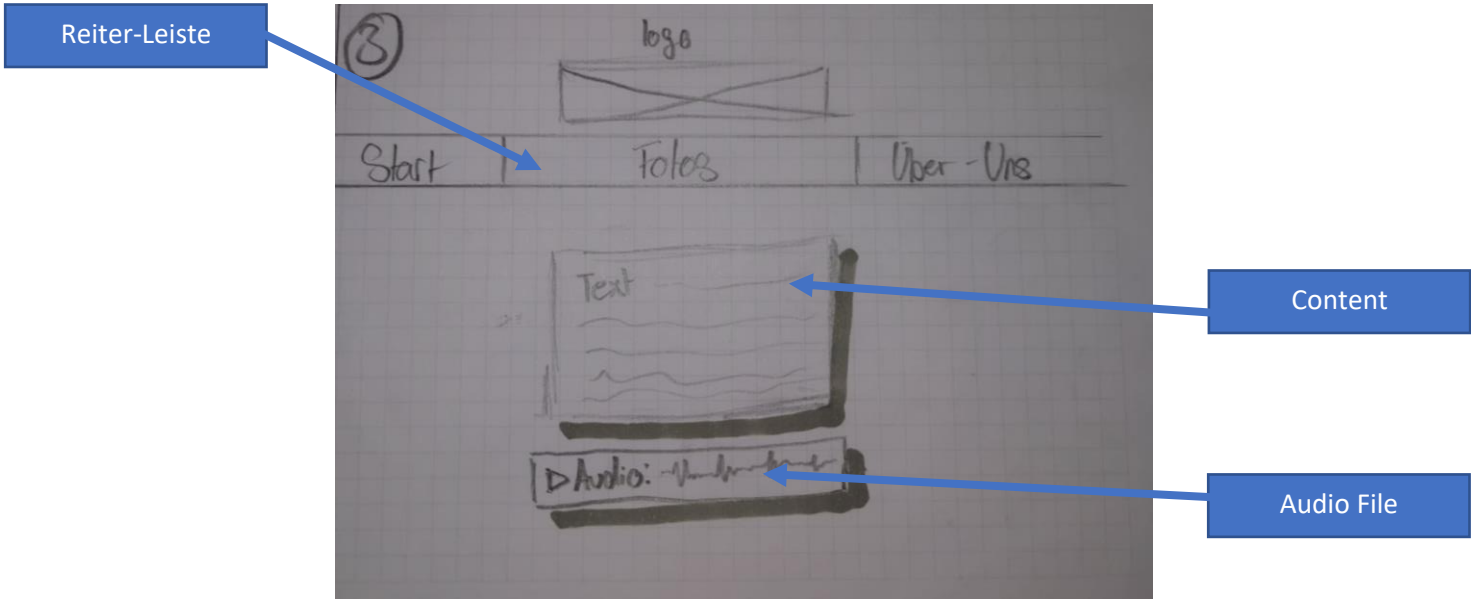 Reiter-Leiste
3
logo
Start Fotos Über-Uns
Text
Content
Audio:
Audio File